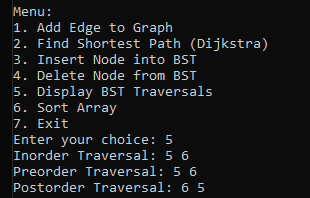 Menu:
1. Add Edge to Graph
2. Find Shortest Path (Dijkstra)
3. Insert Node into BST
4. Delete Node from BST
5. Display BST Traversals
6. Sort Array
7. Exit
Enter your choice: 5
Inorder Traversal: 5 6
Preorder Traversal: 5 6
Postorder Traversal: 6 5